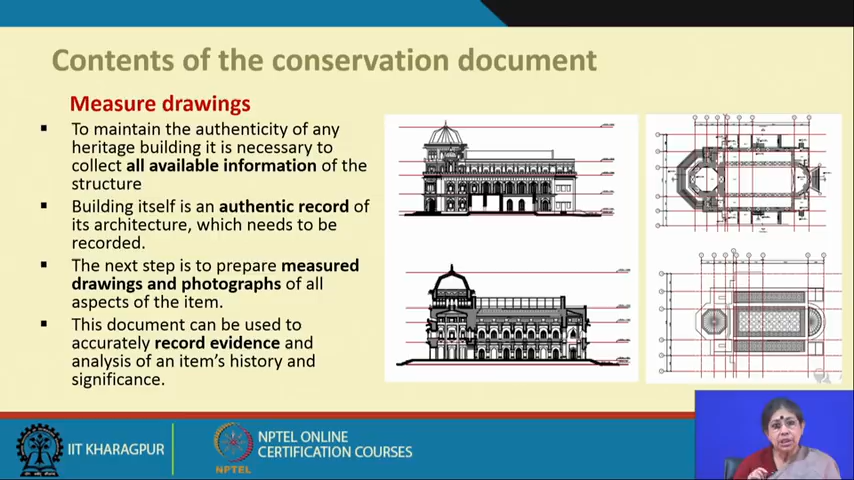 Contents of the conservation document
Measure drawings
▪ To maintain the authenticity of any
heritage building it is necessary to
collect all available information of the
structure
▪ Building itself is an authentic record of
its architecture, which needs to be
recorded.
▪ The next step is to prepare measured
drawings and photographs of all
aspects of the item.
▪ This document can be used to
accurately record evidence and
analysis of an item's history and
significance.
IIT KHARAGPUR
NPTEL
NPTEL ONLINE
CERTIFICATION COURSES